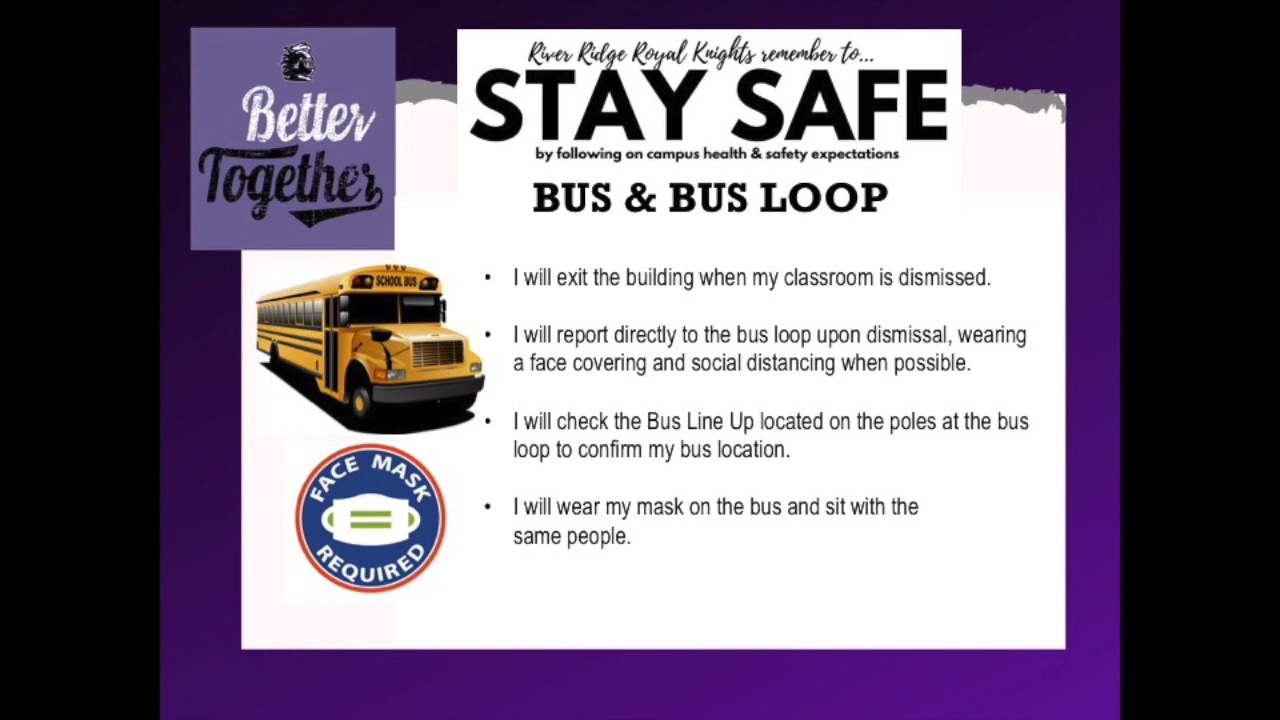 Better
Together
River Ridge Royal Knights remember to...
STAY SAFE
by following on campus health & safety expectations
BUS & BUS LOOP
SCHOOL BUS
• I will exit the building when my classroom is dismissed.
• I will report directly to the bus loop upon dismissal, wearing
a face covering and social distancing when possible.
• I will check the Bus Line Up located on the poles at the bus
loop to confirm my bus location.
• I will wear my mask on the bus and sit with the
same people.
FACE MASK
REQUIRED